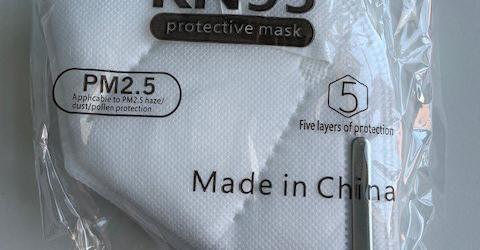 KN95
protective mask
PM2.5
Applicable to PM2.5 haze/
dust/pollen protection
5
Five layers of protection
Made in China